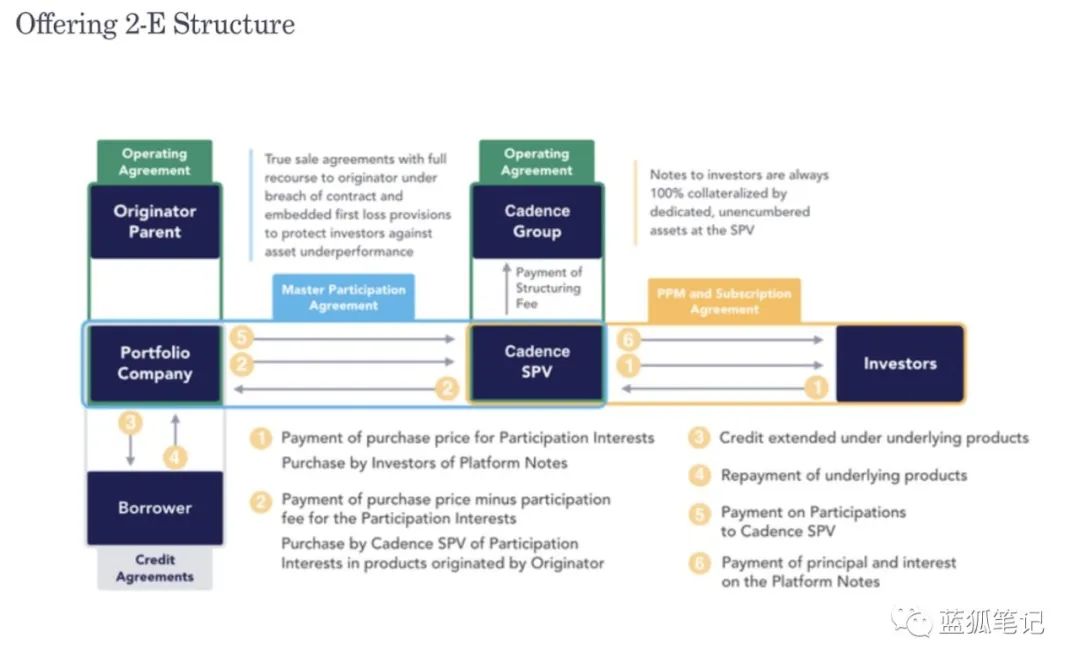 Offering 2-E Structure
Operating
Agreement
Originator
Parent
True sale agreements with full
recourse to originator under
breach of contract and
embedded first loss provisions
to protect investors against
asset underperformance
Operating
Agreement
Cadence
Group
Notes to investors are always
100% collateralized by
dedicated, unencumbered
assets at the SPV
Payment of
Structuring
Fee
Master Participation
Agreement
PPM and Subscription
Agreement
Portfolio
Company
5
2
2
Cadence
SPV
6
1
1
Investors
3
4
Borrower
Credit
Agreements
1 Payment of purchase price for Participation Interests
Purchase by Investors of Platform Notes
2 Payment of purchase price minus participation
fee for the Participation Interests
Purchase by Cadence SPV of Participation
Interests in products originated by Originator
3 Credit extended under underlying products
4 Repayment of underlying products
5 Payment on Participations
to Cadence SPV
6 Payment of principal and interest
on the Platform Notes
蓝狐笔记